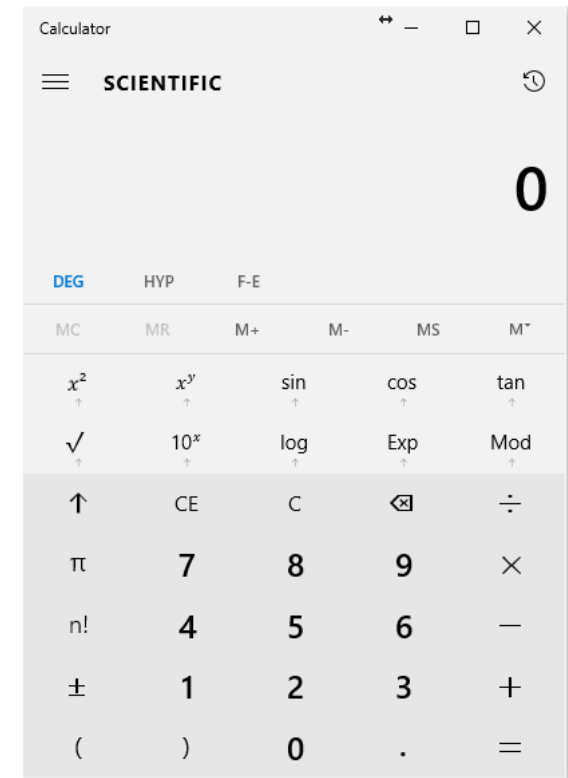 Calculator
SCIENTIFIC
0
DEG HYP F-E
MC MR M+ M- MS M˅
x² xʸ sin cos tan
√ 10ˣ log Exp Mod
↑ CE C ⌫ ÷
π 7 8 9 ×
n! 4 5 6 −
± 1 2 3 +
( ) 0 . =